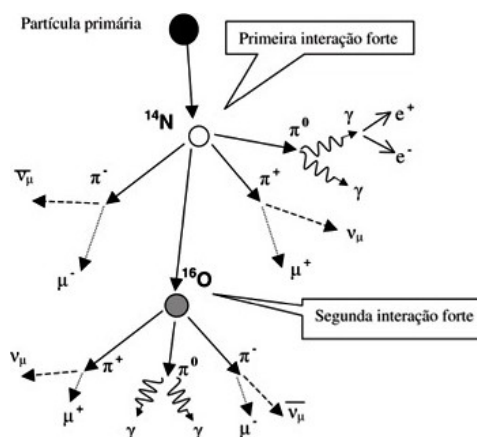 Partícula primária
Primeira interação forte
¹⁴N
π⁰
γ
e⁺
e⁻
γ
π⁻
ν̅μ
μ⁻
π⁺
νμ
μ⁺
¹⁶O
Segunda interação forte
π⁺
νμ
μ⁺
π⁰
γ
γ
π⁻
μ⁻
ν̅μ